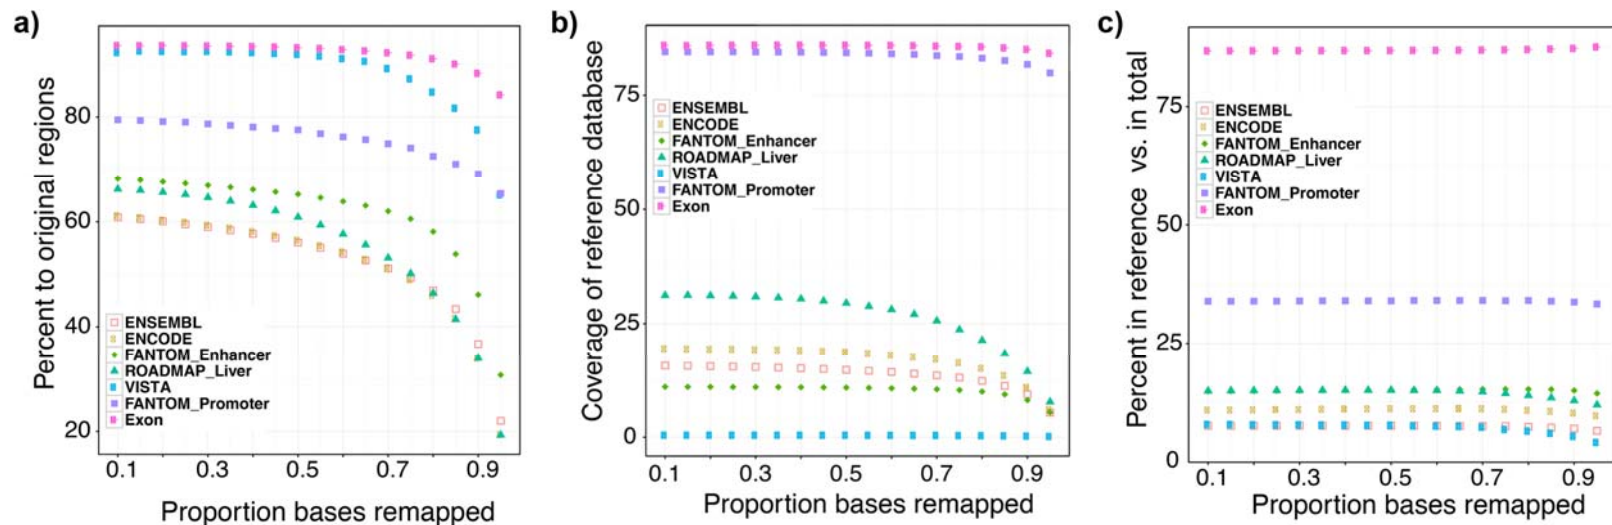 a)
Percent to original regions
80
60
40
20
ENSEMBL
ENCODE
FANTOM_Enhancer
ROADMAP_Liver
VISTA
FANTOM_Promoter
Exon
0.1 0.3 0.5 0.7 0.9
Proportion bases remapped
b)
Coverage of reference database
75
50
25
0
ENSEMBL
ENCODE
FANTOM_Enhancer
ROADMAP_Liver
VISTA
FANTOM_Promoter
Exon
0.1 0.3 0.5 0.7 0.9
Proportion bases remapped
c)
Percent in reference vs. in total
75
50
25
0
ENSEMBL
ENCODE
FANTOM_Enhancer
ROADMAP_Liver
VISTA
FANTOM_Promoter
Exon
0.1 0.3 0.5 0.7 0.9
Proportion bases remapped